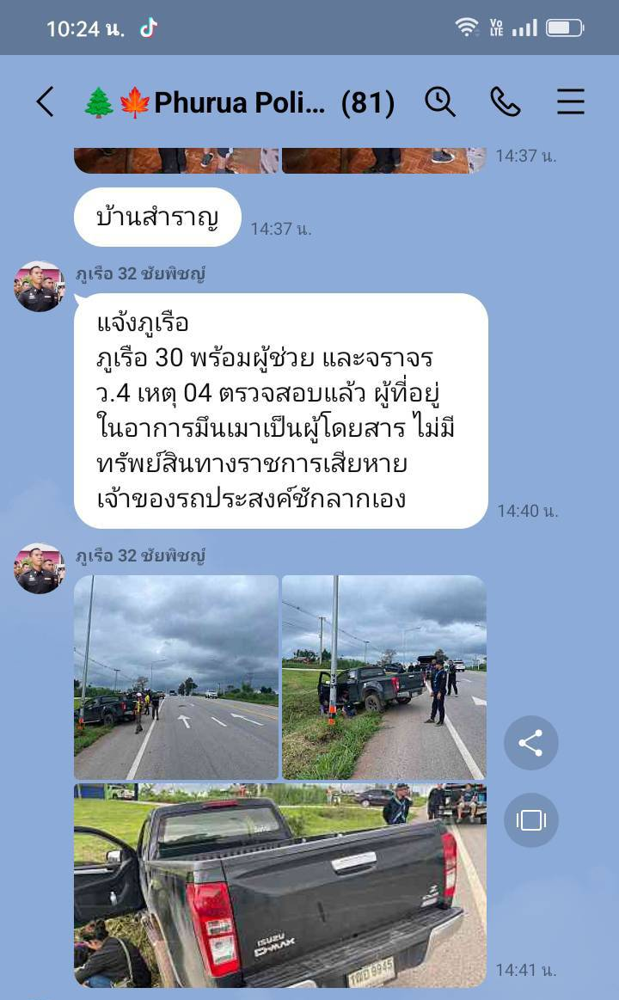 10:24 น.
Vo LTE
Phurua Poli... (81)
14:37 น.
บ้านสำราญ
14:37 น.
ภูเรือ 32 ชัยพิชญ์
แจ้งภูเรือ
ภูเรือ 30 พร้อมผู้ช่วย และจราจร
ว.4 เหตุ 04 ตรวจสอบแล้ว ผู้ที่อยู่
ในอาการมึนเมาเป็นผู้โดยสาร ไม่มี
ทรัพย์สินทางราชการเสียหาย
เจ้าของรถประสงค์ชักลากเอง
14:40 น.
ภูเรือ 32 ชัยพิชญ์
ISUZU
D-MAX
Z
9945
14:41 น.